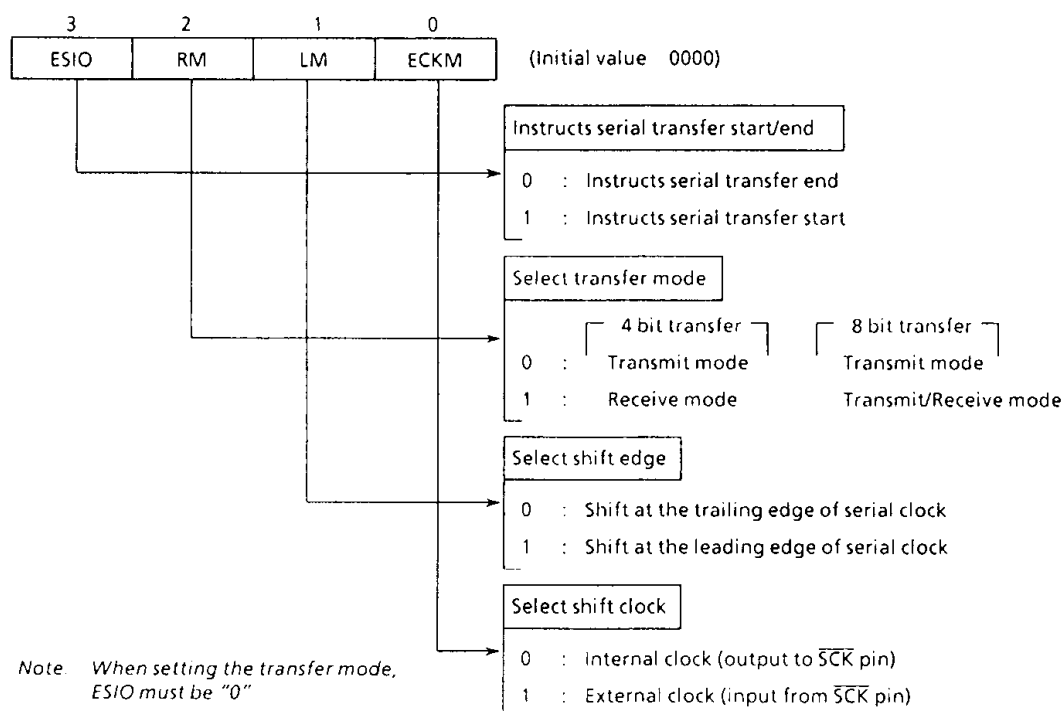 3 2 1 0
ESIO RM LM ECKM (Initial value 0000)
Instructs serial transfer start/end
0 : Instructs serial transfer end
1 : Instructs serial transfer start
Select transfer mode
4 bit transfer 8 bit transfer
0 : Transmit mode Transmit mode
1 : Receive mode Transmit/Receive mode
Select shift edge
0 : Shift at the trailing edge of serial clock
1 : Shift at the leading edge of serial clock
Select shift clock
0 : Internal clock (output to S̅C̅K̅ pin)
1 : External clock (input from S̅C̅K̅ pin)
Note. When setting the transfer mode,
ESIO must be "0"